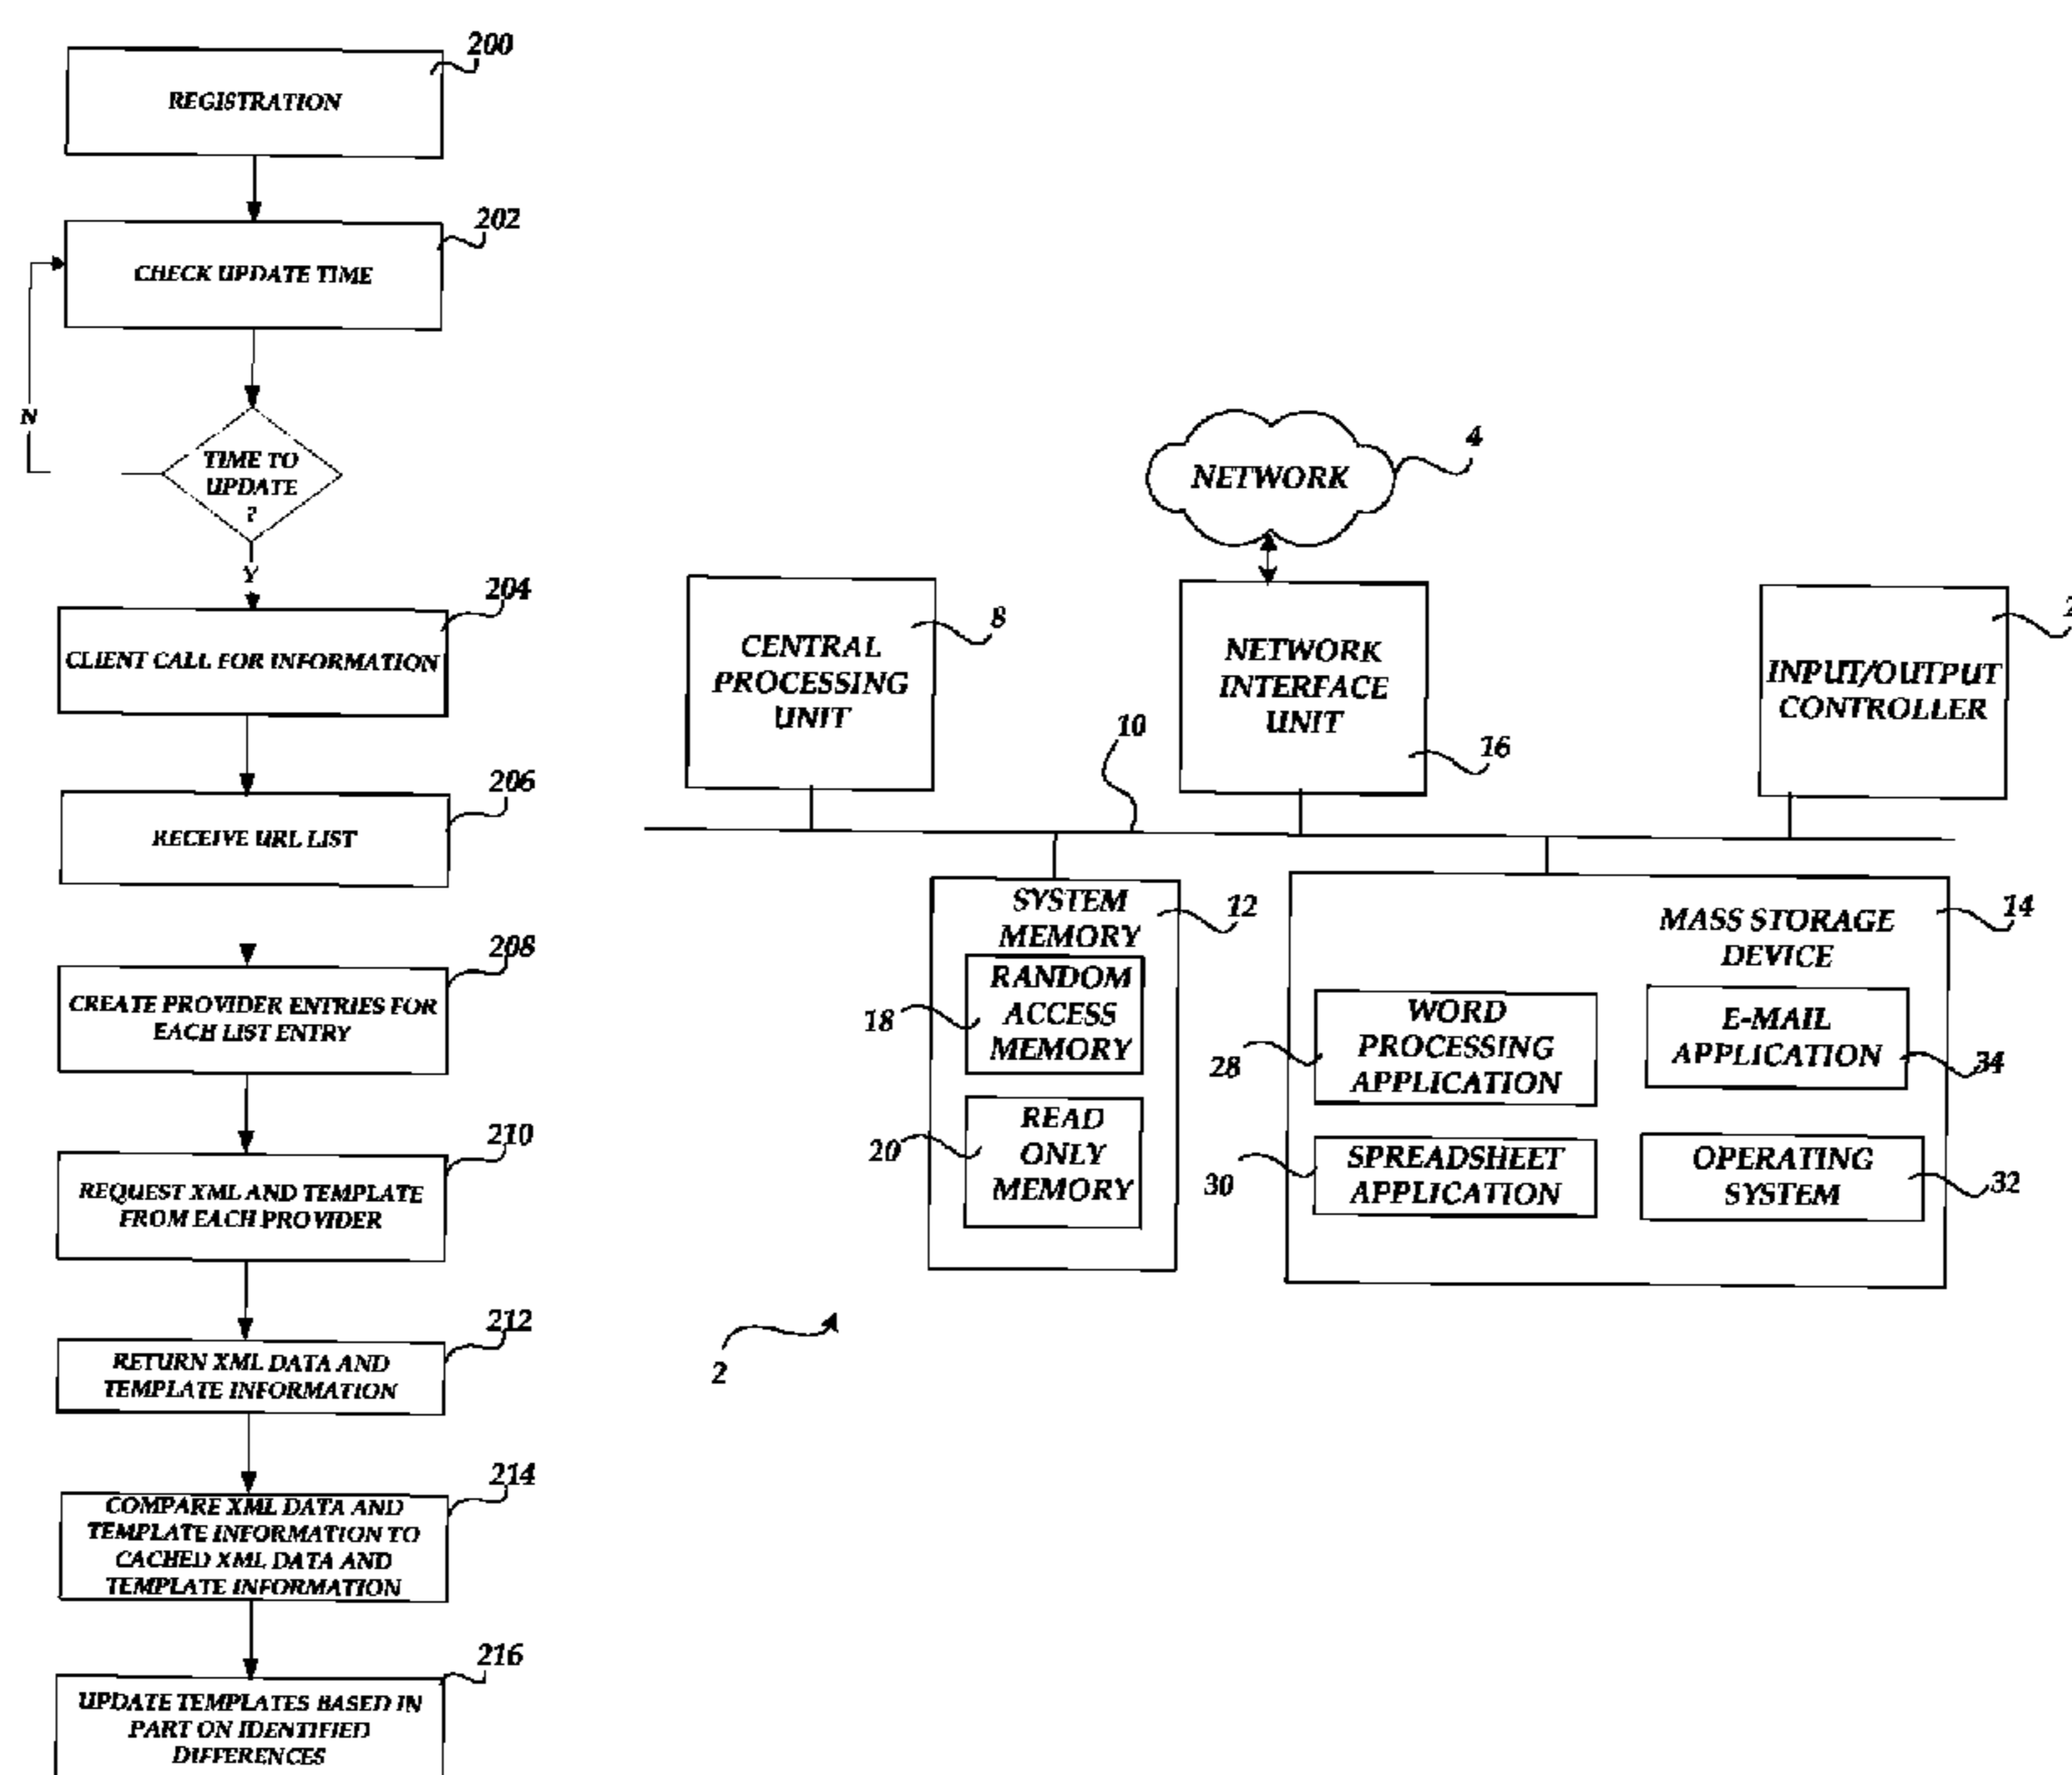 200
REGISTRATION
202
CHECK UPDATE TIME
N
TIME TO
UPDATE
?
Y
204
CLIENT CALL FOR INFORMATION
206
RECEIVE URL LIST
208
CREATE PROVIDER ENTRIES FOR
EACH LIST ENTRY
210
REQUEST XML AND TEMPLATE
FROM EACH PROVIDER
212
RETURN XML DATA AND
TEMPLATE INFORMATION
214
COMPARE XML DATA AND
TEMPLATE INFORMATION TO
CACHED XML DATA AND
TEMPLATE INFORMATION
216
UPDATE TEMPLATES BASED IN
PART ON IDENTIFIED
DIFFERENCES
4
NETWORK
8
CENTRAL
PROCESSING
UNIT
NETWORK
INTERFACE
UNIT
16
INPUT/OUTPUT
CONTROLLER
10
SYSTEM
MEMORY
12
RANDOM
ACCESS
MEMORY
18
READ
ONLY
MEMORY
20
MASS STORAGE
DEVICE
14
WORD
PROCESSING
APPLICATION
28
E-MAIL
APPLICATION
34
SPREADSHEET
APPLICATION
30
OPERATING
SYSTEM
32
2